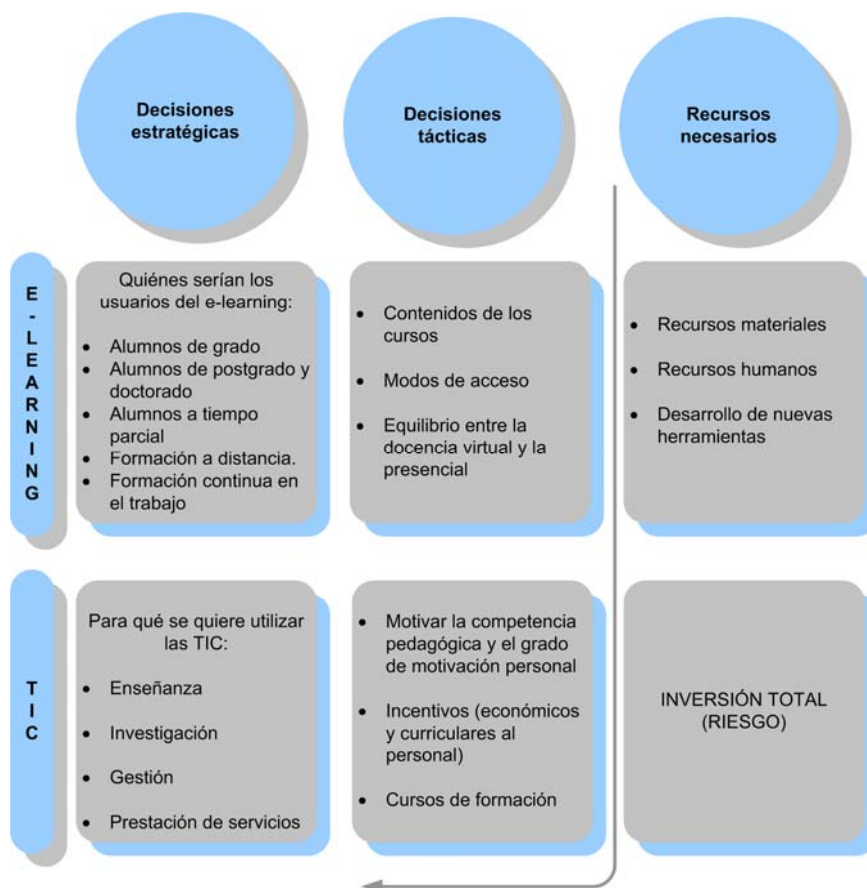 Decisiones
estratégicas
Decisiones
tácticas
Recursos
necesarios
E-LEARNING
Quiénes serían los
usuarios del e-learning:
• Alumnos de grado
• Alumnos de postgrado y
doctorado
• Alumnos a tiempo
parcial
• Formación a distancia.
• Formación continua en
el trabajo
• Contenidos de los
cursos
• Modos de acceso
• Equilibrio entre la
docencia virtual y la
presencial
• Recursos materiales
• Recursos humanos
• Desarrollo de nuevas
herramientas
TIC
Para qué se quiere utilizar
las TIC:
• Enseñanza
• Investigación
• Gestión
• Prestación de servicios
• Motivar la competencia
pedagógica y el grado
de motivación personal
• Incentivos (económicos
y curriculares al
personal)
• Cursos de formación
INVERSIÓN TOTAL
(RIESGO)